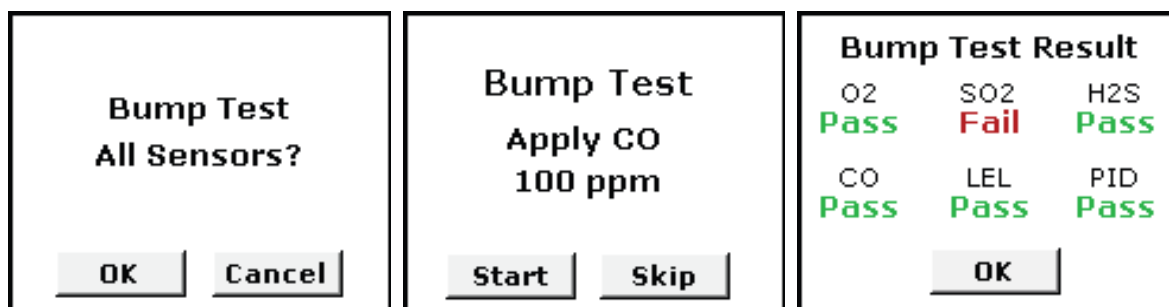 Bump Test
All Sensors?
OK Cancel
Bump Test
Apply CO
100 ppm
Start Skip
Bump Test Result
O2 SO2 H2S
Pass Fail Pass
CO LEL PID
Pass Pass Pass
OK